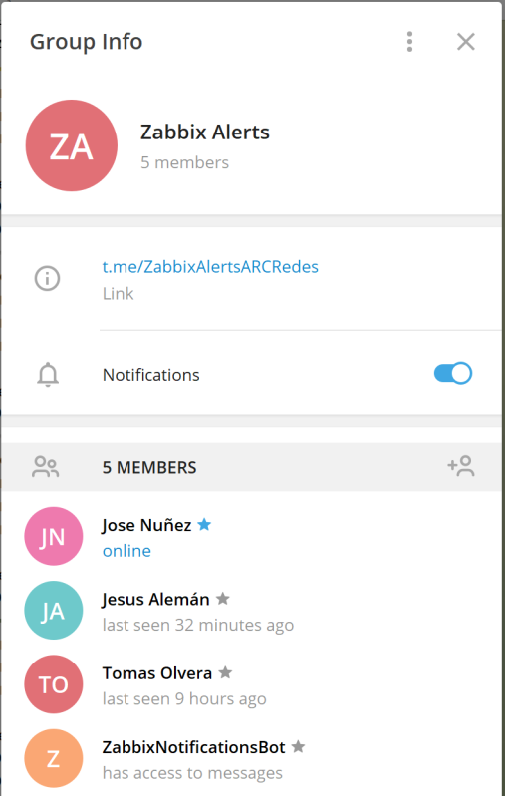 Group Info
ZA
Zabbix Alerts
5 members
t.me/ZabbixAlertsARCRedes
Link
Notifications
5 MEMBERS
JN
Jose Nuñez
online
JA
Jesus Alemán
last seen 32 minutes ago
TO
Tomas Olvera
last seen 9 hours ago
Z
ZabbixNotificationsBot
has access to messages